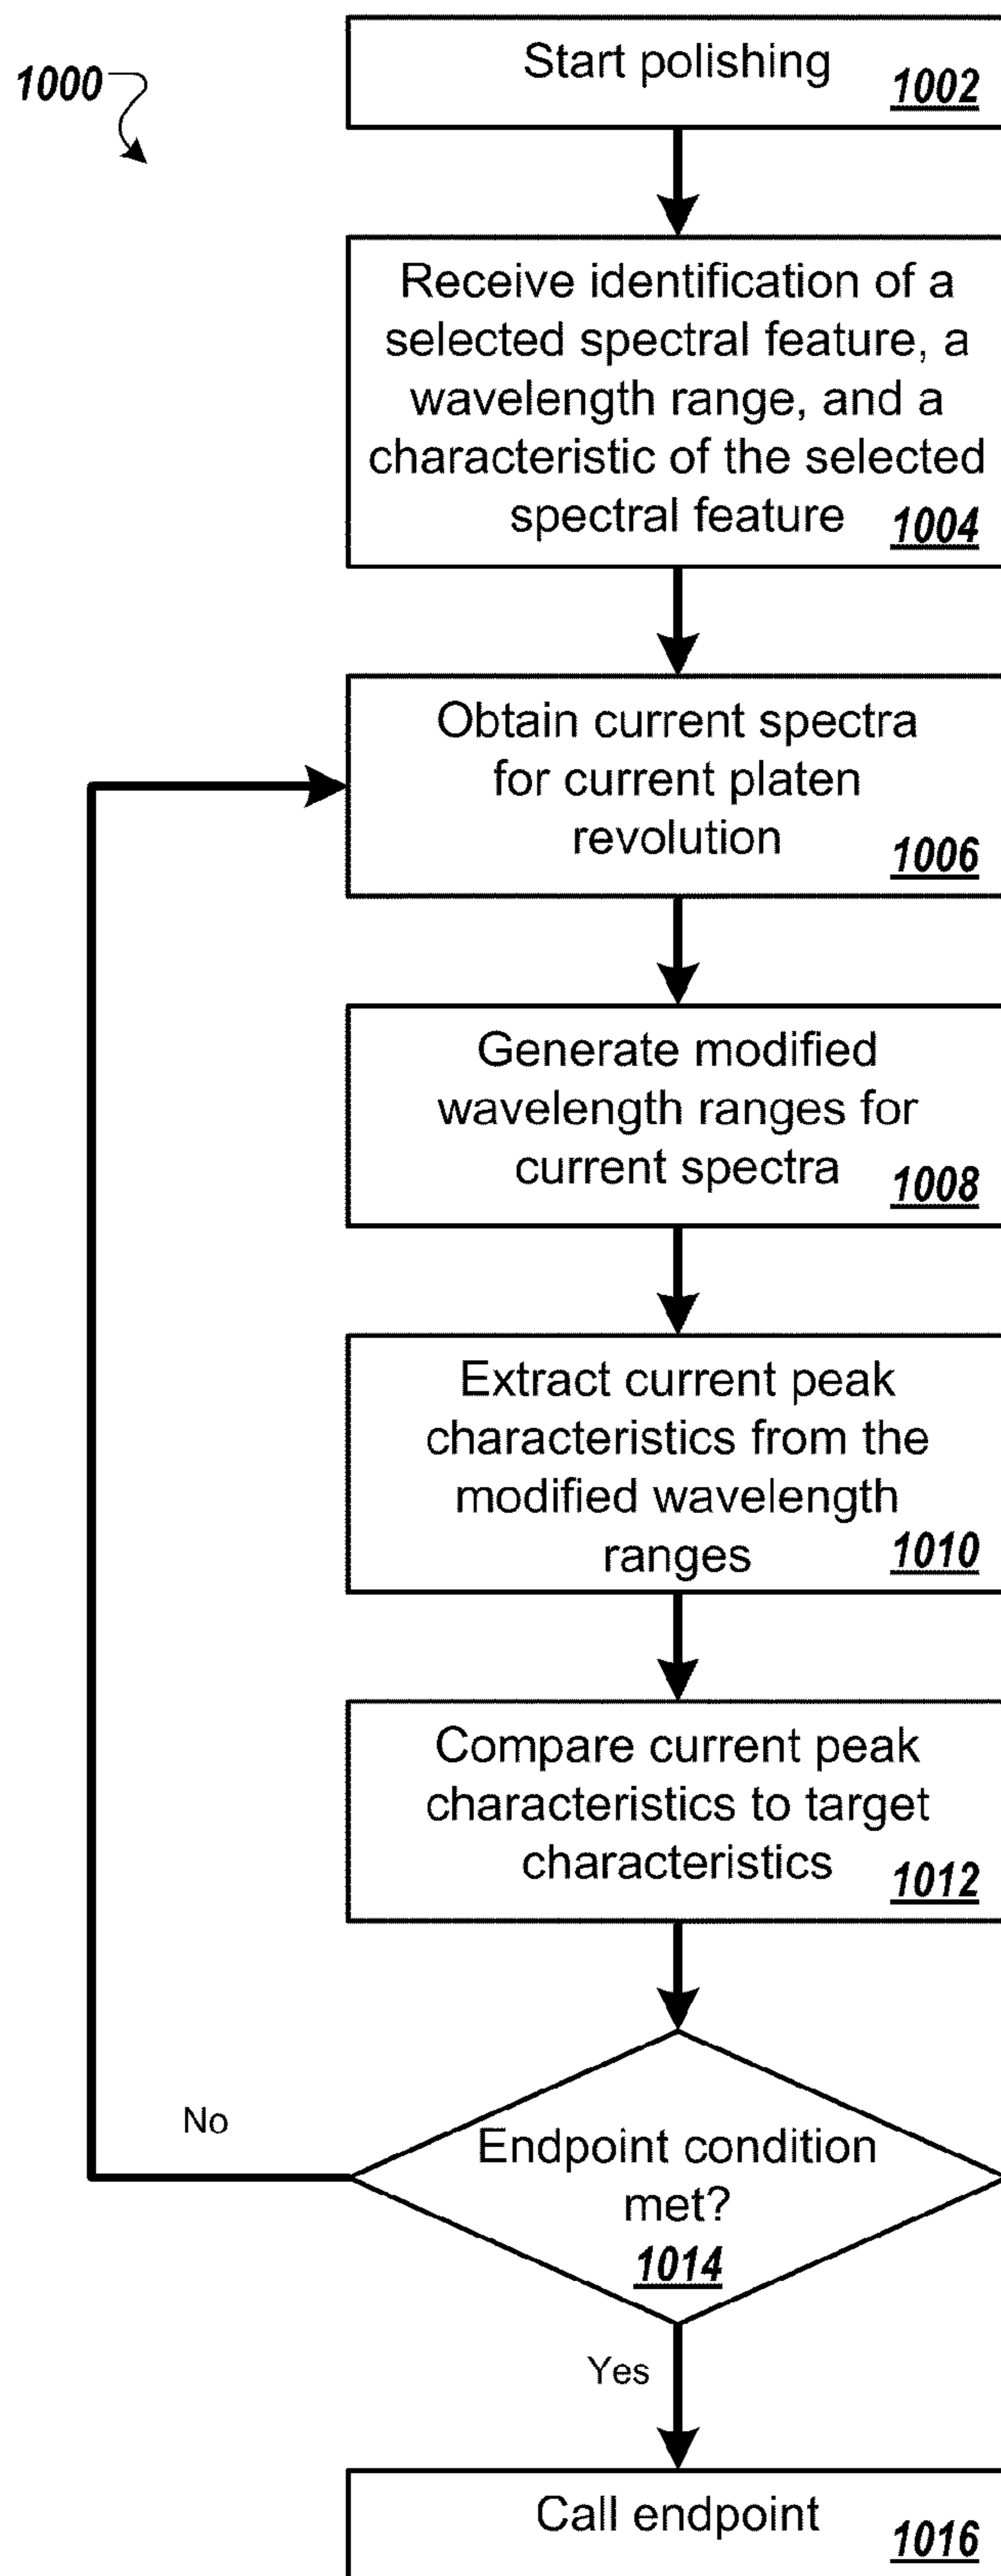 1000
Start polishing
1002
Receive identification of a
selected spectral feature, a
wavelength range, and a
characteristic of the selected
spectral feature
1004
Obtain current spectra
for current platen
revolution
1006
Generate modified
wavelength ranges for
current spectra
1008
Extract current peak
characteristics from the
modified wavelength
ranges
1010
Compare current peak
characteristics to target
characteristics
1012
No
Endpoint condition
met?
1014
Yes
Call endpoint
1016